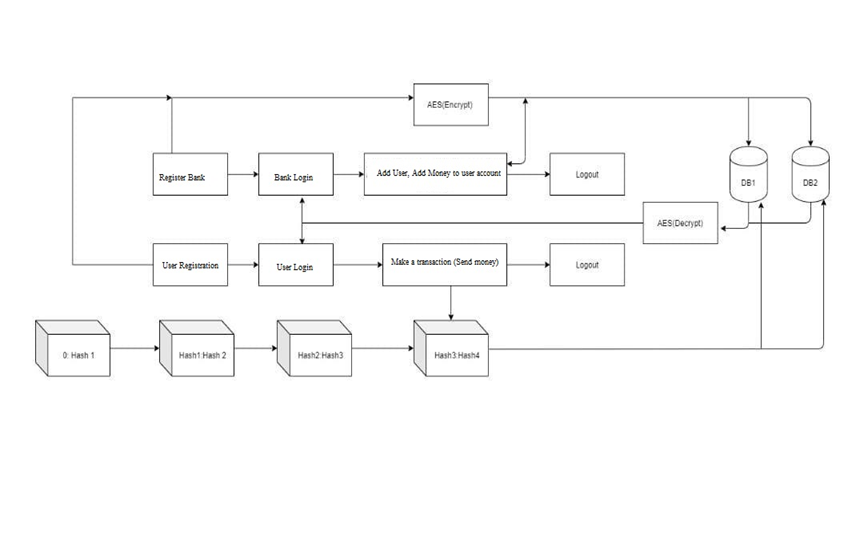 AES(Encrypt)
Register Bank
Bank Login
Add User, Add Money to user account
Logout
DB1
DB2
AES(Decrypt)
User Registration
User Login
Make a transaction (Send money)
Logout
0: Hash 1
Hash1:Hash 2
Hash2:Hash3
Hash3:Hash4